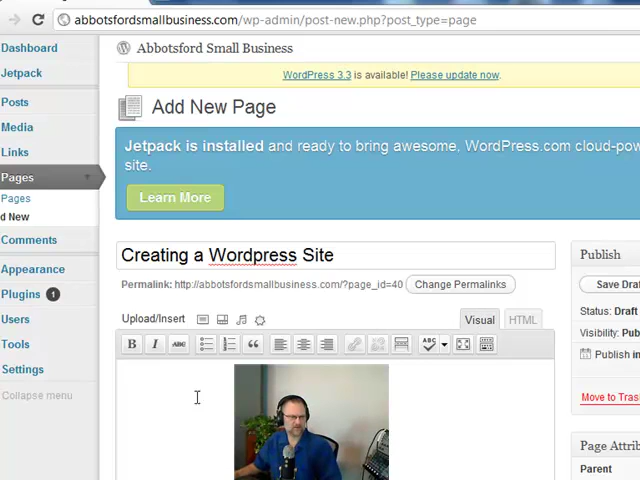 abbotsfordsmallbusiness.com/wp-admin/post-new.php?post_type=page
Dashboard
Jetpack
Posts
Media
Links
Pages
Pages
d New
Comments
Appearance
Plugins 1
Users
Tools
Settings
Collapse menu
Abbotsford Small Business
WordPress 3.3 is available! Please update now.
Add New Page
Jetpack is installed and ready to bring awesome, WordPress.com cloud-pow
site.
Learn More
Creating a Wordpress Site
Permalink: http://abbotsfordsmallbusiness.com/?page_id=40 Change Permalinks
Upload/Insert
Visual HTML
B I ABC
ABC
Publish
Save Draf
Status: Draft
Visibility: Pub
Publish in
Move to Tras
Page Attrib
Parent